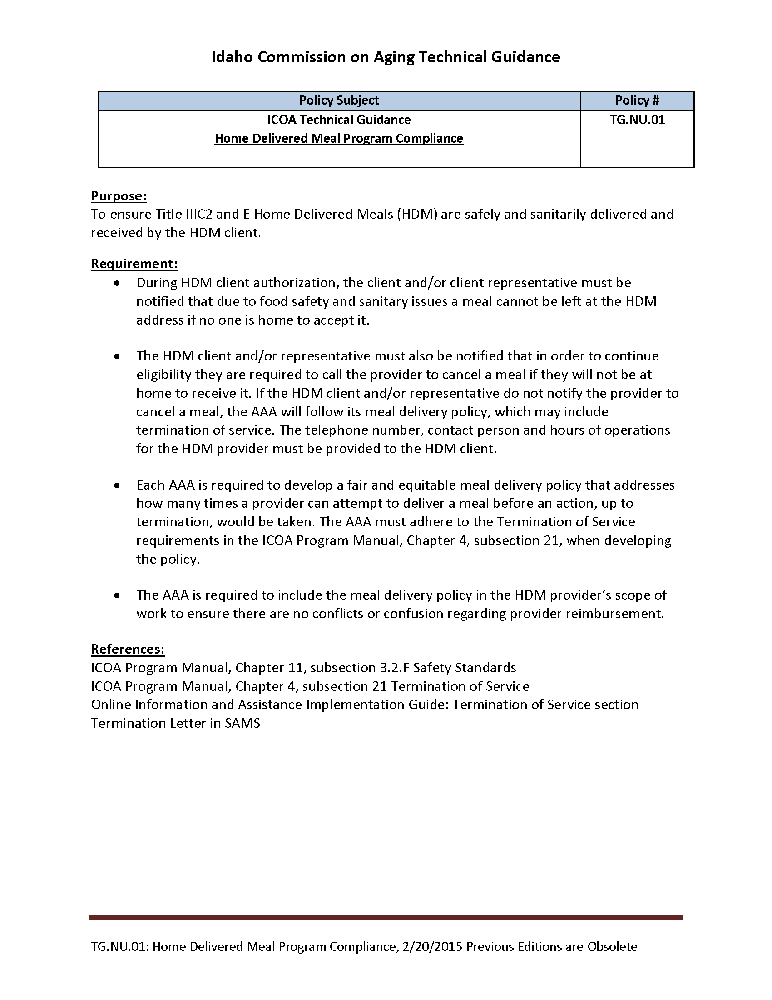 Idaho Commission on Aging Technical Guidance
Policy Subject
Policy #
ICOA Technical Guidance
TG.NU.01
Home Delivered Meal Program Compliance
Purpose:
To ensure Title IIIC2 and E Home Delivered Meals (HDM) are safely and sanitarily delivered and
received by the HDM client.
Requirement:
• During HDM client authorization, the client and/or client representative must be
notified that due to food safety and sanitary issues a meal cannot be left at the HDM
address if no one is home to accept it.
• The HDM client and/or representative must also be notified that in order to continue
eligibility they are required to call the provider to cancel a meal if they will not be at
home to receive it. If the HDM client and/or representative do not notify the provider to
cancel a meal, the AAA will follow its meal delivery policy, which may include
termination of service. The telephone number, contact person and hours of operations
for the HDM provider must be provided to the HDM client.
• Each AAA is required to develop a fair and equitable meal delivery policy that addresses
how many times a provider can attempt to deliver a meal before an action, up to
termination, would be taken. The AAA must adhere to the Termination of Service
requirements in the ICOA Program Manual, Chapter 4, subsection 21, when developing
the policy.
• The AAA is required to include the meal delivery policy in the HDM provider’s scope of
work to ensure there are no conflicts or confusion regarding provider reimbursement.
References:
ICOA Program Manual, Chapter 11, subsection 3.2.F Safety Standards
ICOA Program Manual, Chapter 4, subsection 21 Termination of Service
Online Information and Assistance Implementation Guide: Termination of Service section
Termination Letter in SAMS
TG.NU.01: Home Delivered Meal Program Compliance, 2/20/2015 Previous Editions are Obsolete